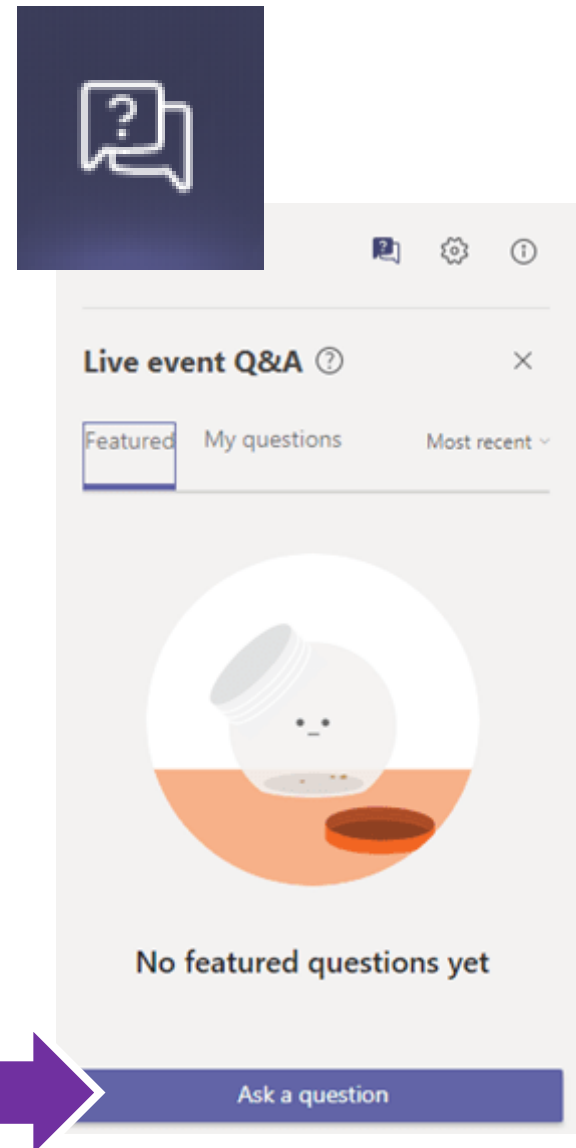 ?
Live event Q&A
Featured My questions Most recent
No featured questions yet
Ask a question